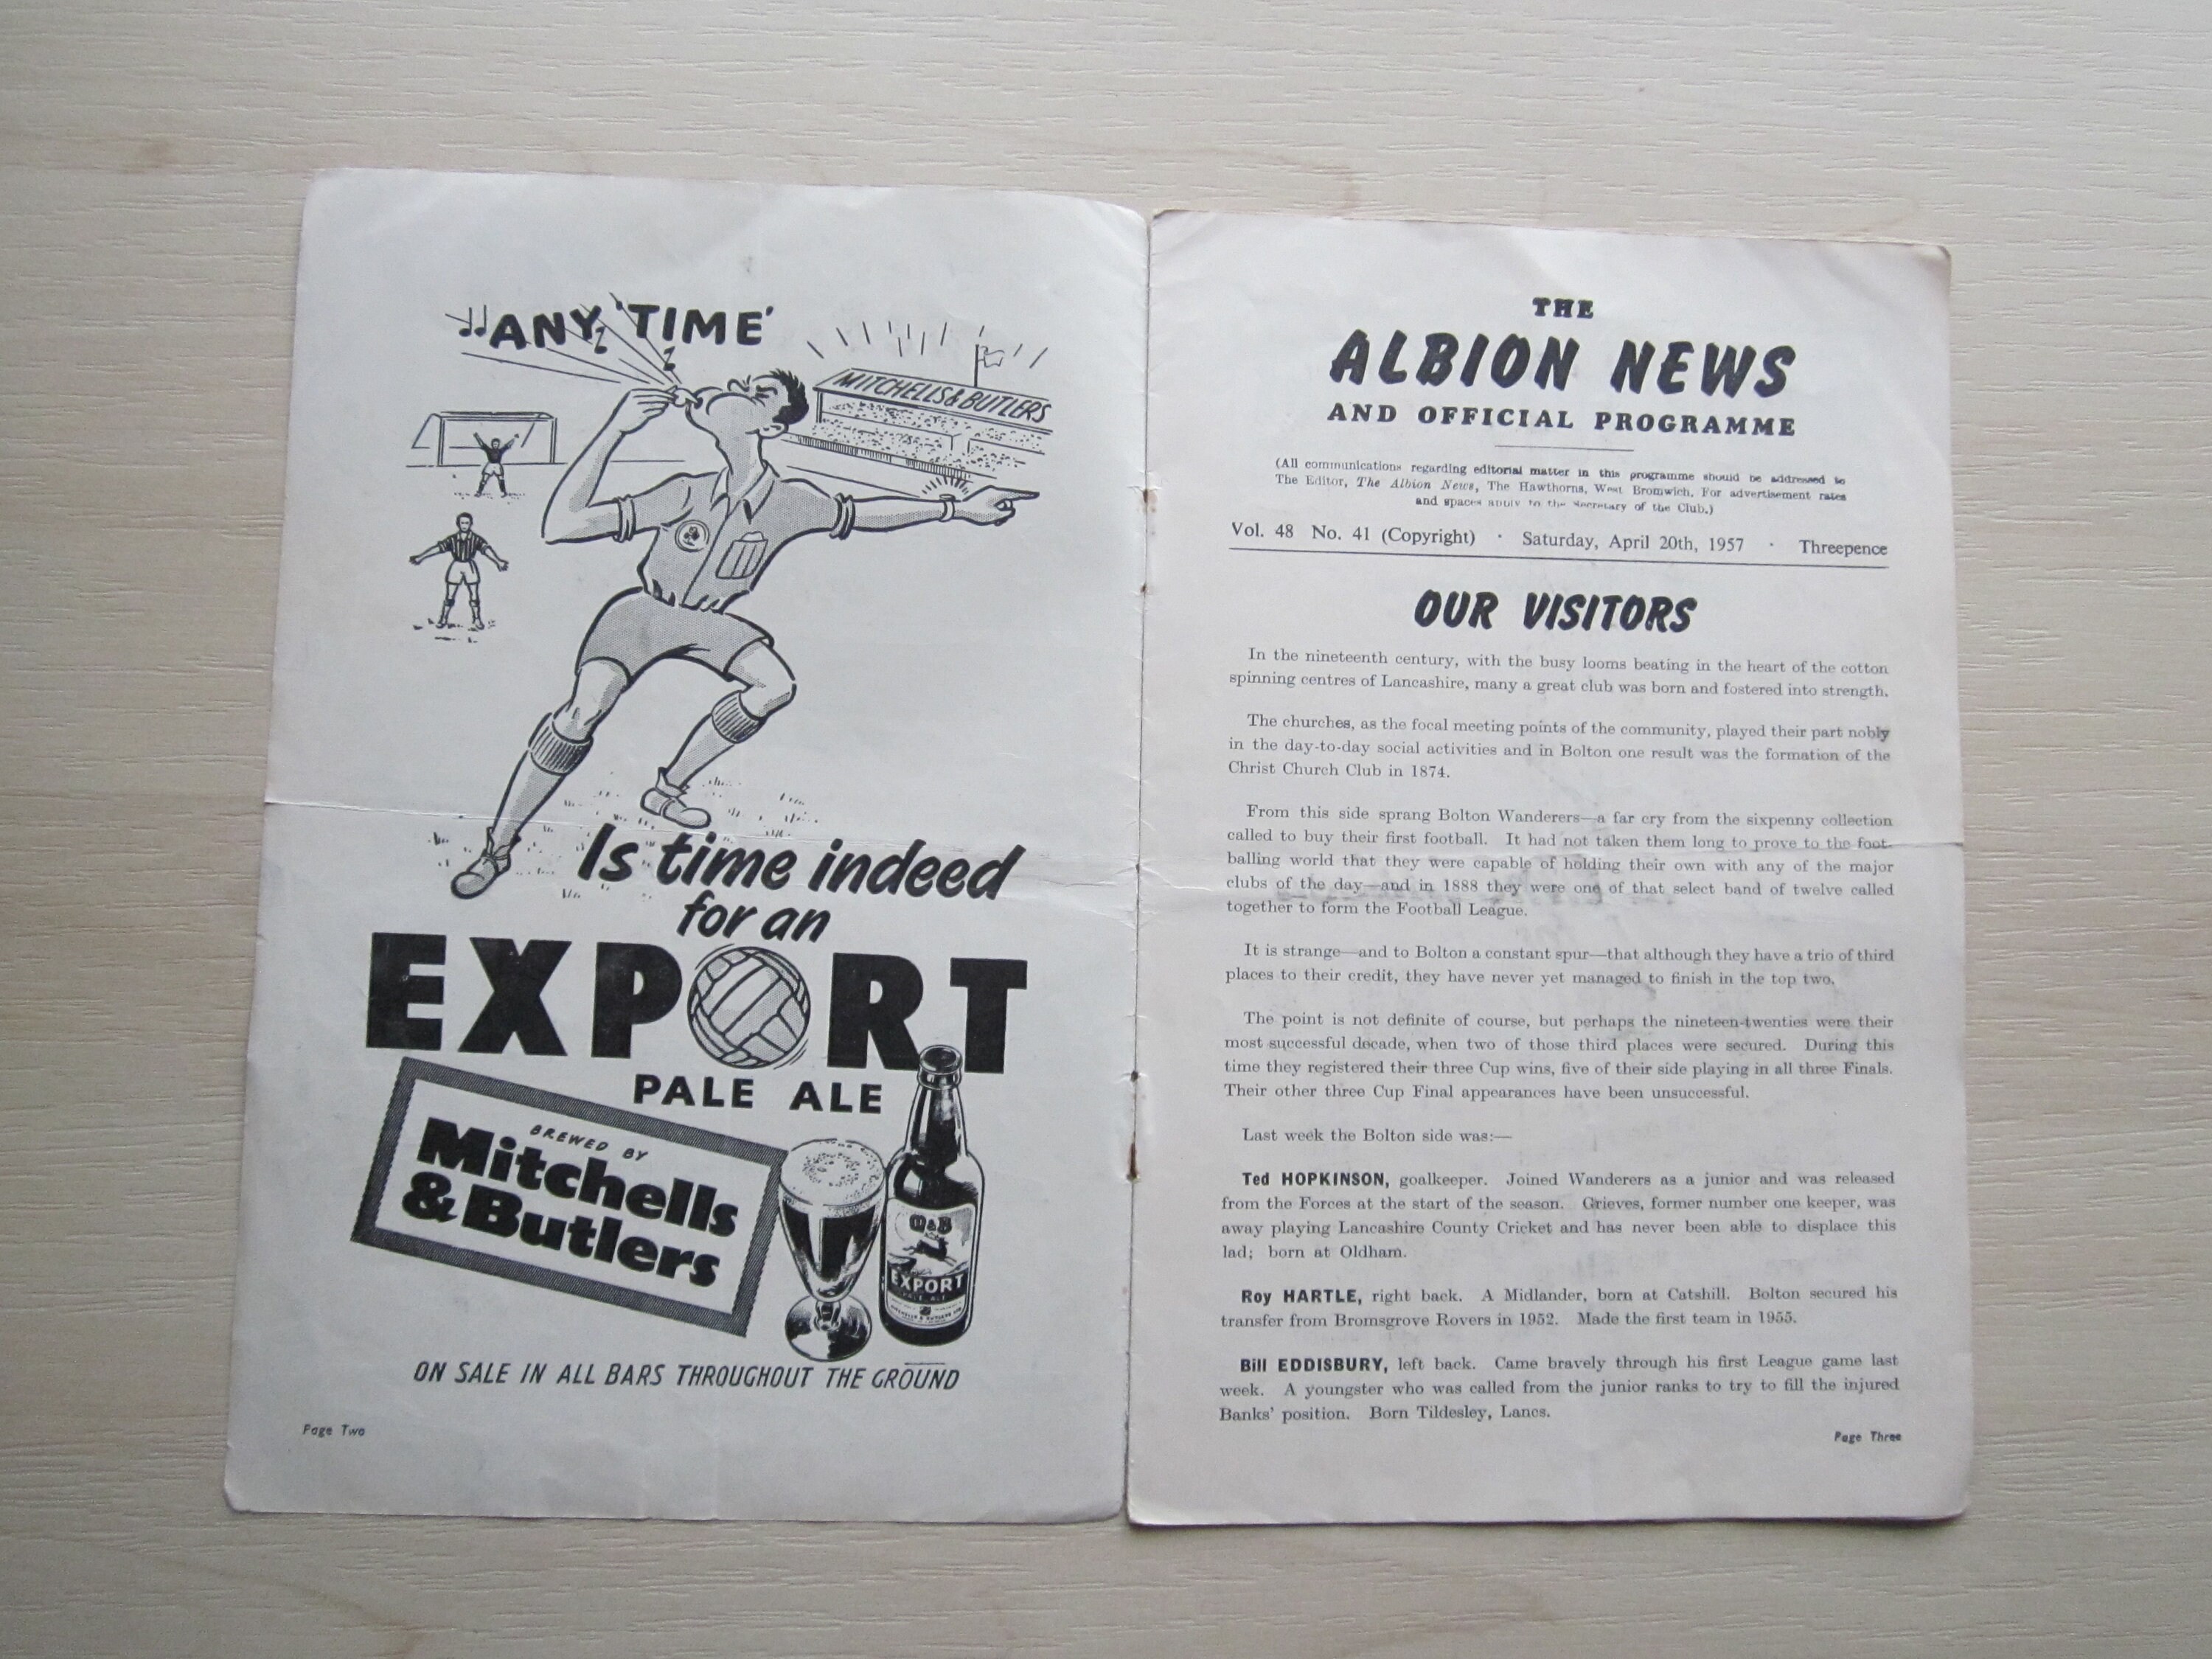 'ANY TIME'
MITCHELLS & BUTLERS
Is time indeed
for an
EXPORT
PALE ALE
BREWED BY
Mitchells
& Butlers
M&B
EXPORT
PALE ALE
ON SALE IN ALL BARS THROUGHOUT THE GROUND
Page Two
THE
ALBION NEWS
AND OFFICIAL PROGRAMME
(All communications regarding editorial matter in this programme should be addressed to
The Editor, The Albion News, The Hawthorns, West Bromwich. For advertisement rates
and spaces apply to the Secretary of the Club.)
Vol. 48 No. 41 (Copyright) · Saturday, April 20th, 1957 · Threepence
OUR VISITORS
In the nineteenth century, with the busy looms beating in the heart of the cotton
spinning centres of Lancashire, many a great club was born and fostered into strength.
The churches, as the focal meeting points of the community, played their part nobly
in the day-to-day social activities and in Bolton one result was the formation of the
Christ Church Club in 1874.
From this side sprang Bolton Wanderers—a far cry from the sixpenny collection
called to buy their first football. It had not taken them long to prove to the foot-
balling world that they were capable of holding their own with any of the major
clubs of the day—and in 1888 they were one of that select band of twelve called
together to form the Football League.
It is strange—and to Bolton a constant spur—that although they have a trio of third
places to their credit, they have never yet managed to finish in the top two.
The point is not definite of course, but perhaps the nineteen-twenties were their
most successful decade, when two of those third places were secured. During this
time they registered their three Cup wins, five of their side playing in all three Finals.
Their other three Cup Final appearances have been unsuccessful.
Last week the Bolton side was:—
Ted HOPKINSON, goalkeeper. Joined Wanderers as a junior and was released
from the Forces at the start of the season. Grieves, former number one keeper, was
away playing Lancashire County Cricket and has never been able to displace this
lad; born at Oldham.
Roy HARTLE, right back. A Midlander, born at Catshill. Bolton secured his
transfer from Bromsgrove Rovers in 1952. Made the first team in 1955.
Bill EDDISBURY, left back. Came bravely through his first League game last
week. A youngster who was called from the junior ranks to try to fill the injured
Banks' position. Born Tildesley, Lancs.
Page Three